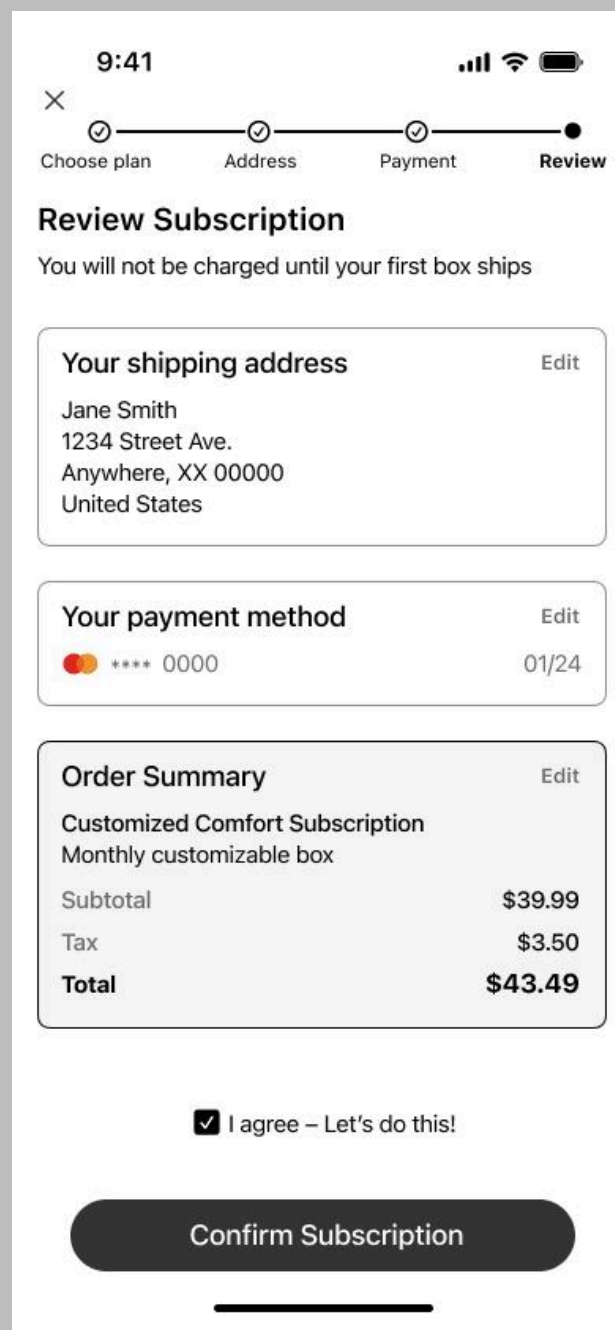 9:41
Choose plan Address Payment Review
Review Subscription
You will not be charged until your first box ships
Your shipping address Edit
Jane Smith
1234 Street Ave.
Anywhere, XX 00000
United States
Your payment method Edit
**** 0000 01/24
Order Summary Edit
Customized Comfort Subscription
Monthly customizable box
Subtotal $39.99
Tax $3.50
Total $43.49
I agree – Let’s do this!
Confirm Subscription